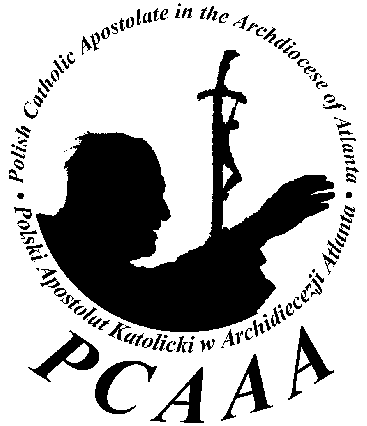 • Polish Catholic Apostolate in the Archdiocese of Atlanta •
Polski Apostolat Katolicki w Archidiecezji Atlanta
PCAAA